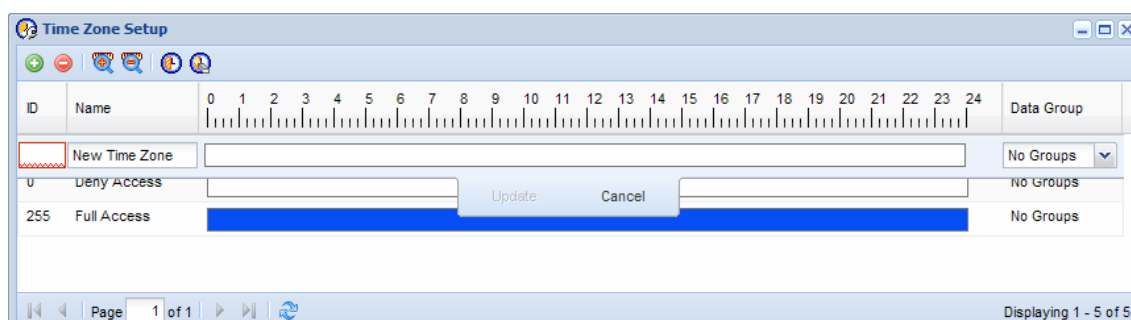 Time Zone Setup
ID Name 0 1 2 3 4 5 6 7 8 9 10 11 12 13 14 15 16 17 18 19 20 21 22 23 24 Data Group
New Time Zone No Groups
0 Deny Access No Groups
Update Cancel
255 Full Access No Groups
Page 1 of 1 Displaying 1 - 5 of 5